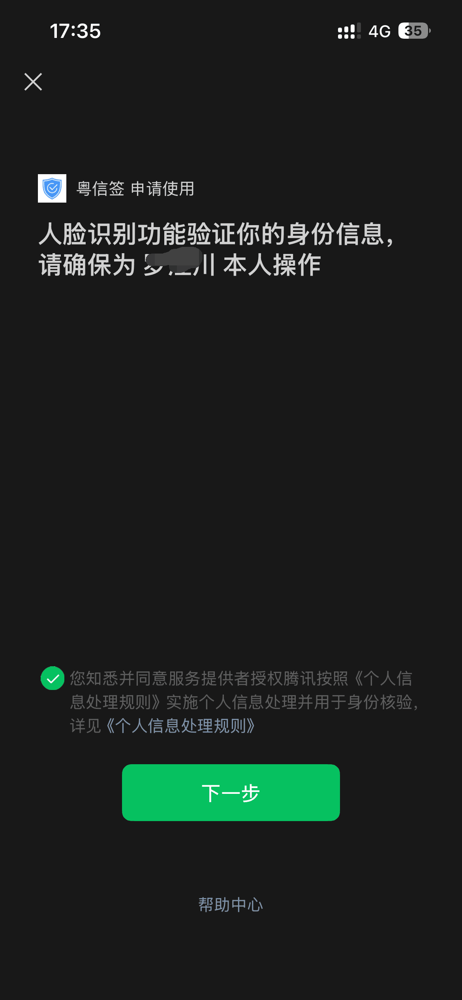 17:35
4G 35
粤信签 申请使用
人脸识别功能验证你的身份信息，
请确保为 川 本人操作
您知悉并同意服务提供者授权腾讯按照《个人信
息处理规则》实施个人信息处理并用于身份核验，
详见《个人信息处理规则》
下一步
帮助中心